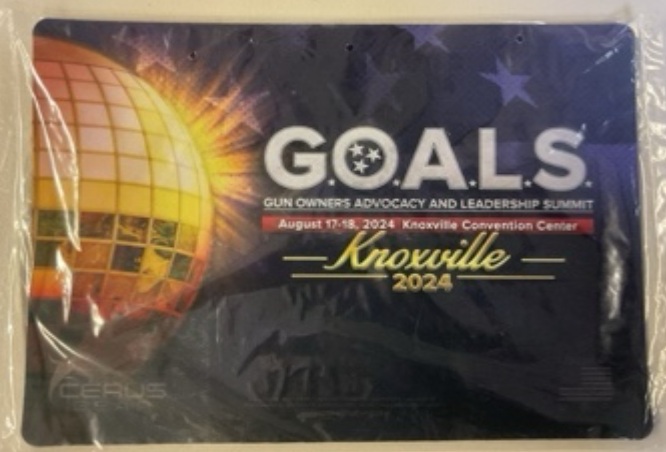 G.O.A.L.S.
GUN OWNERS ADVOCACY AND LEADERSHIP SUMMIT
August 17-18, 2024 Knoxville Convention Center
Knoxville
2024
CERUS